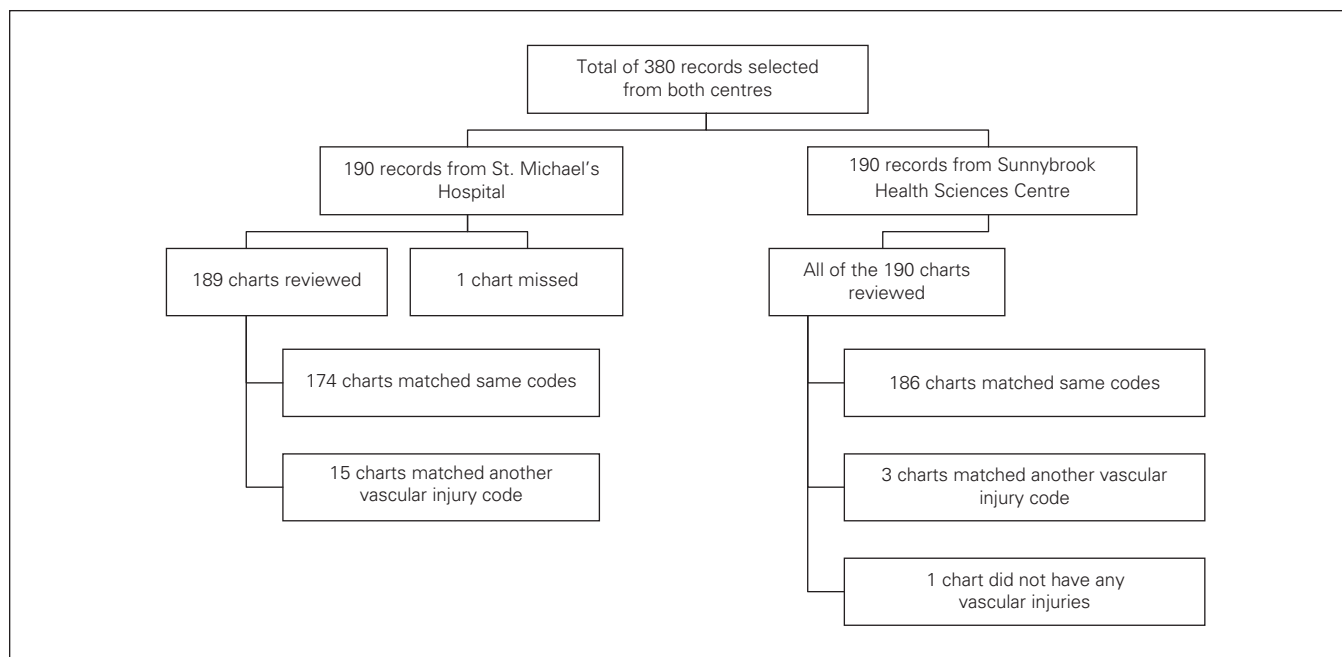 Total of 380 records selected
from both centres
190 records from St. Michael's
Hospital
190 records from Sunnybrook
Health Sciences Centre
189 charts reviewed
1 chart missed
All of the 190 charts
reviewed
174 charts matched same codes
186 charts matched same codes
15 charts matched another
vascular injury code
3 charts matched another vascular
injury code
1 chart did not have any
vascular injuries